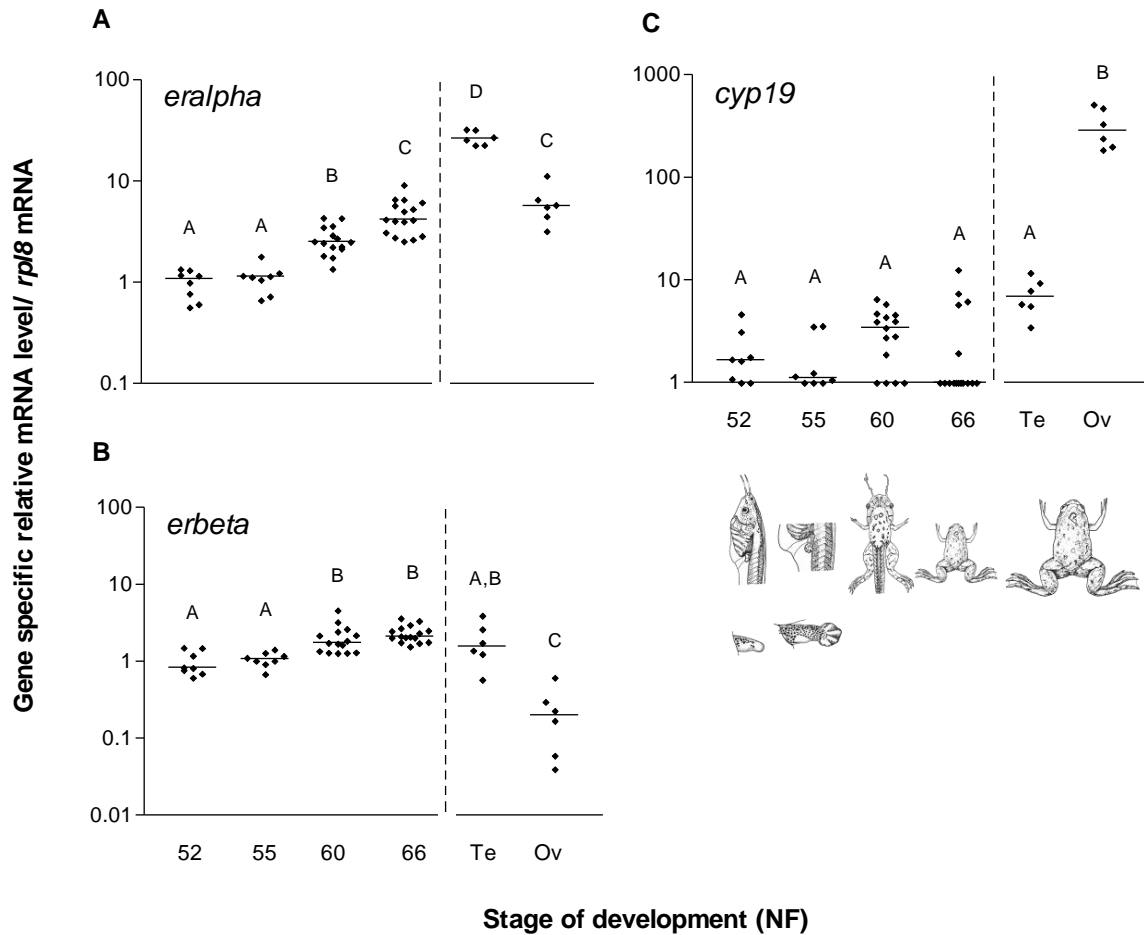 Gene specific relative mRNA level/ rpl8 mRNA
A
eralpha
100
10
1
0.1
A
A
B
C
D
C
B
erbeta
100
10
1
0.1
0.01
A
A
B
B
A,B
C
52 55 60 66 Te Ov
C
cyp19
1000
100
10
1
A
A
A
A
A
B
52 55 60 66 Te Ov
Stage of development (NF)